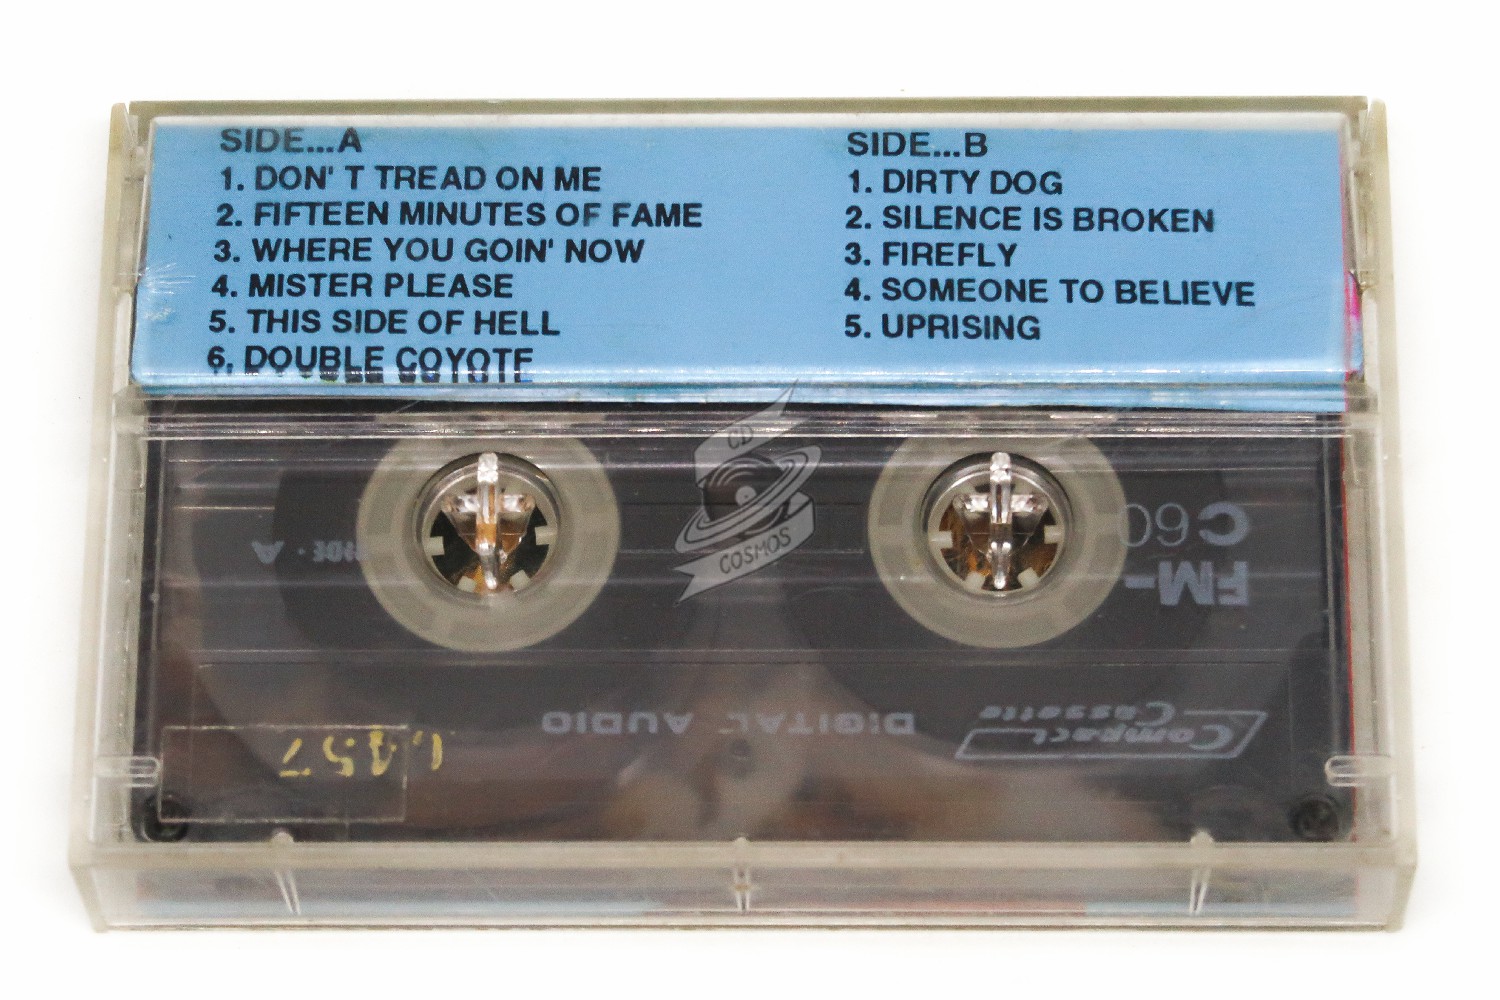 SIDE...A
1. DON' T TREAD ON ME
2. FIFTEEN MINUTES OF FAME
3. WHERE YOU GOIN' NOW
4. MISTER PLEASE
5. THIS SIDE OF HELL
6. DOUBLE COYOTE
SIDE...B
1. DIRTY DOG
2. SILENCE IS BROKEN
3. FIREFLY
4. SOMEONE TO BELIEVE
5. UPRISING
CD
COSMOS
SIDE · A
C60
FM-
DIGITAL AUDIO
Compact
Cassette